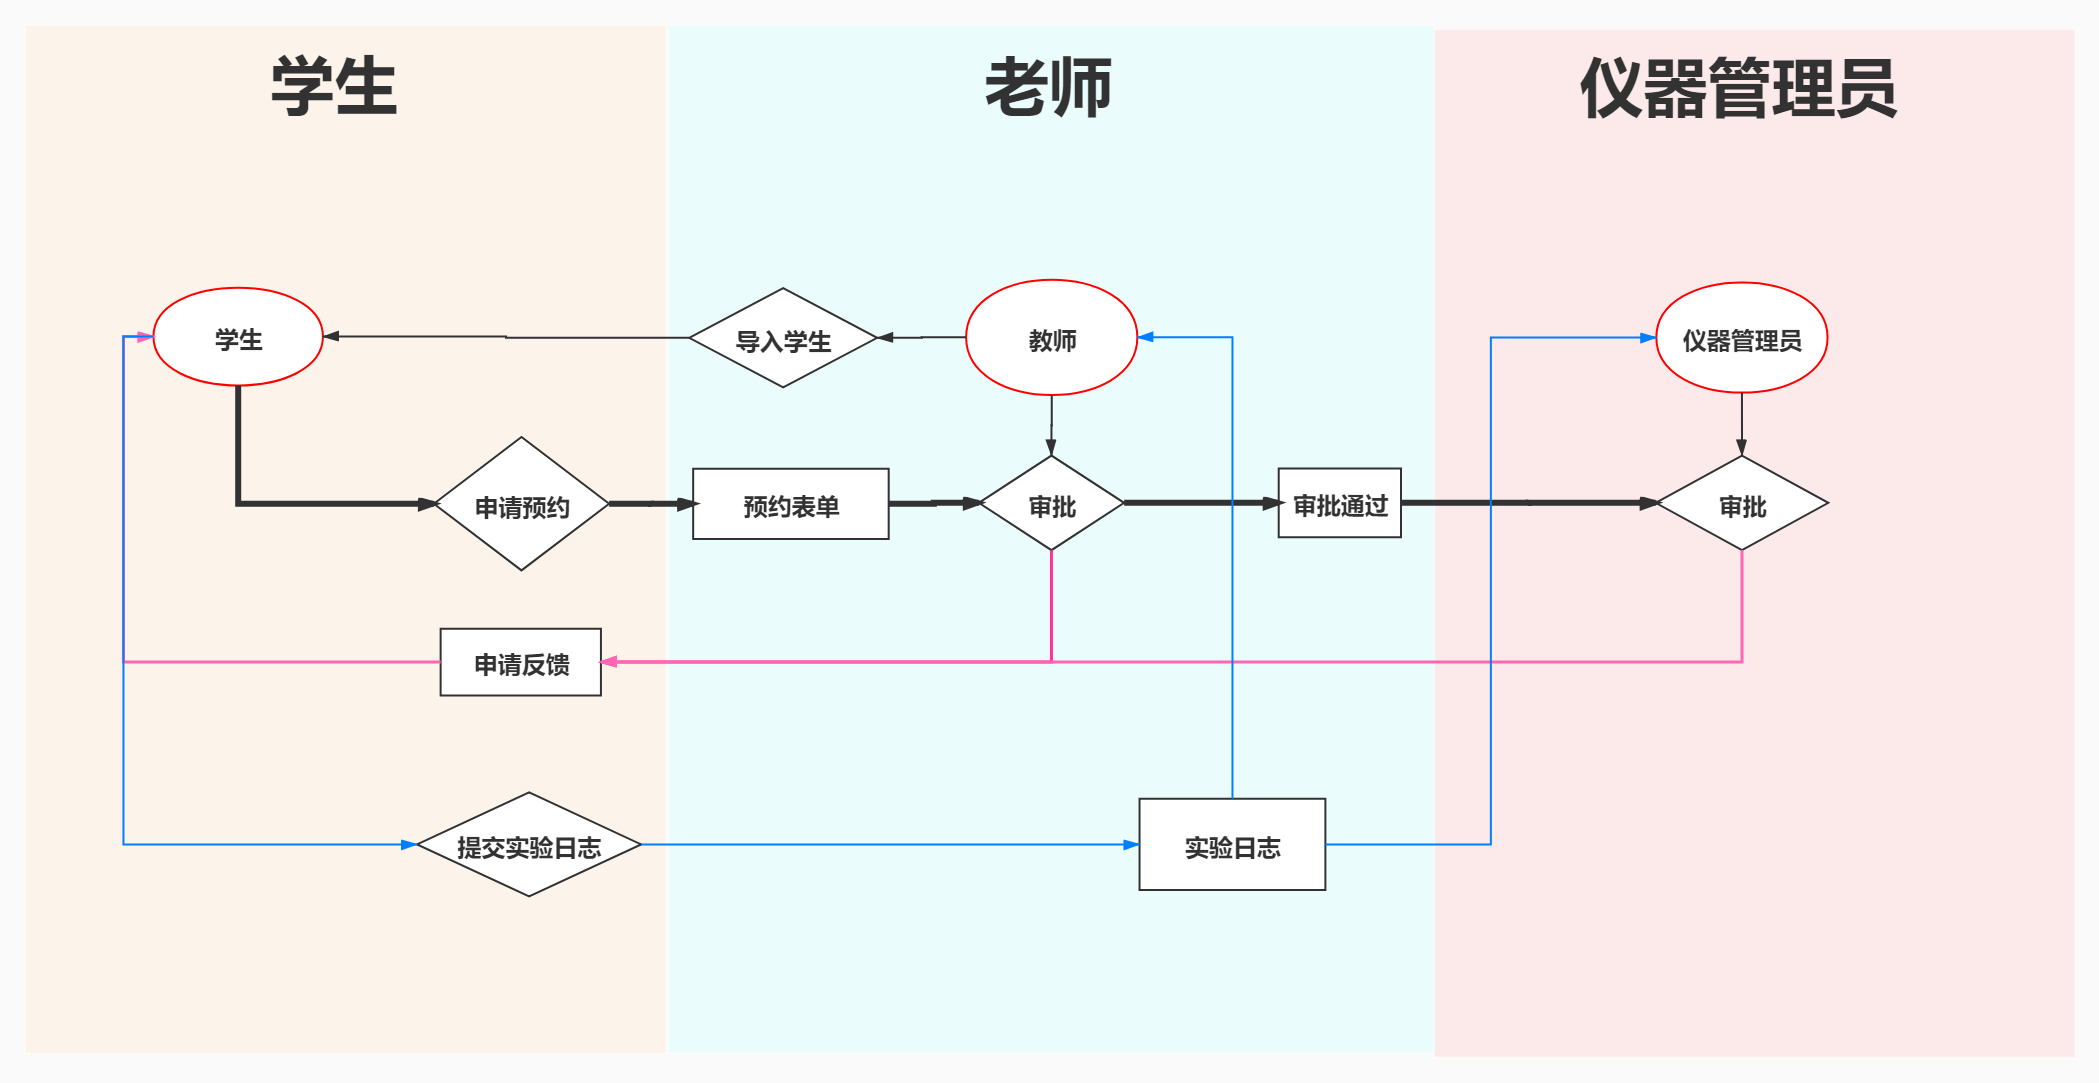 学生
老师
仪器管理员
学生
导入学生
教师
仪器管理员
申请预约
预约表单
审批
审批通过
审批
申请反馈
提交实验日志
实验日志